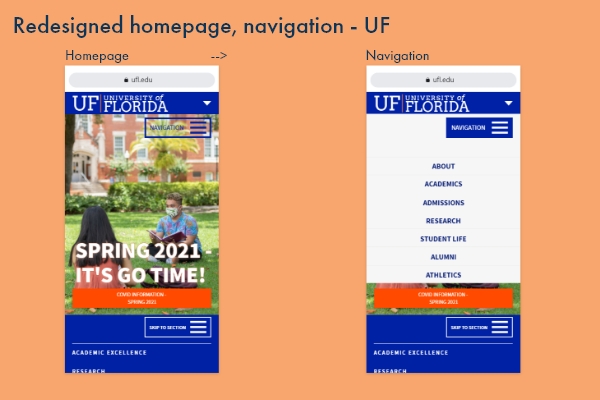 Redesigned homepage, navigation - UF
Homepage
-->
Navigation
ufl.edu
UF UNIVERSITY of
FLORIDA
NAVIGATION
SPRING 2021 -
IT'S GO TIME!
COVID INFORMATION -
SPRING 2021
SKIP TO SECTION
ACADEMIC EXCELLENCE
RESEARCH
ufl.edu
UF UNIVERSITY of
FLORIDA
NAVIGATION
ABOUT
ACADEMICS
ADMISSIONS
RESEARCH
STUDENT LIFE
ALUMNI
ATHLETICS
COVID INFORMATION -
SPRING 2021
SKIP TO SECTION
ACADEMIC EXCELLENCE
RESEARCH